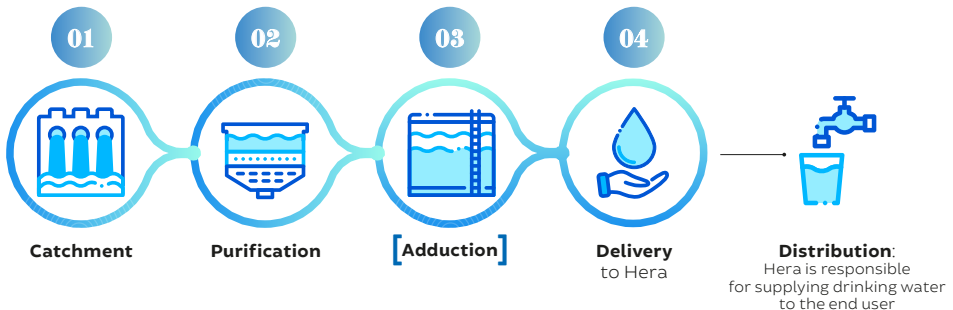 01
02
03
04
Catchment
Purification
[Adduction]
Delivery
to Hera
Distribution:
Hera is responsible
for supplying drinking water
to the end user